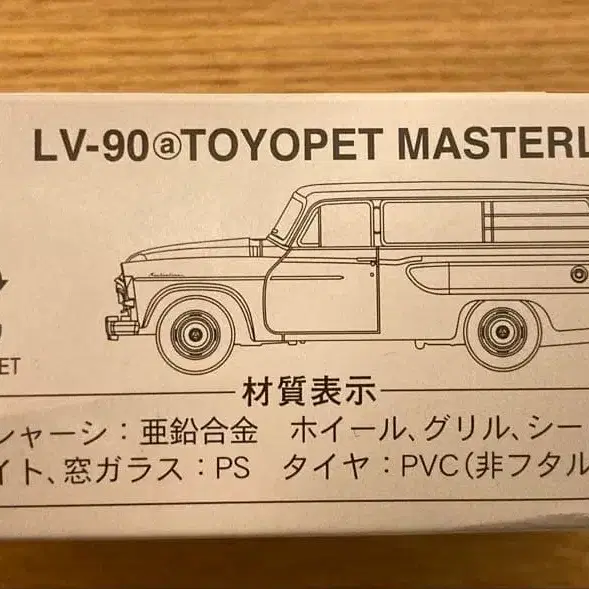 LV-90ⓐTOYOPET MASTERL
ET
材質表示
シャーシ：亜鉛合金 ホイール、グリル、シー
イト、窓ガラス：PS タイヤ：PVC（非フタル